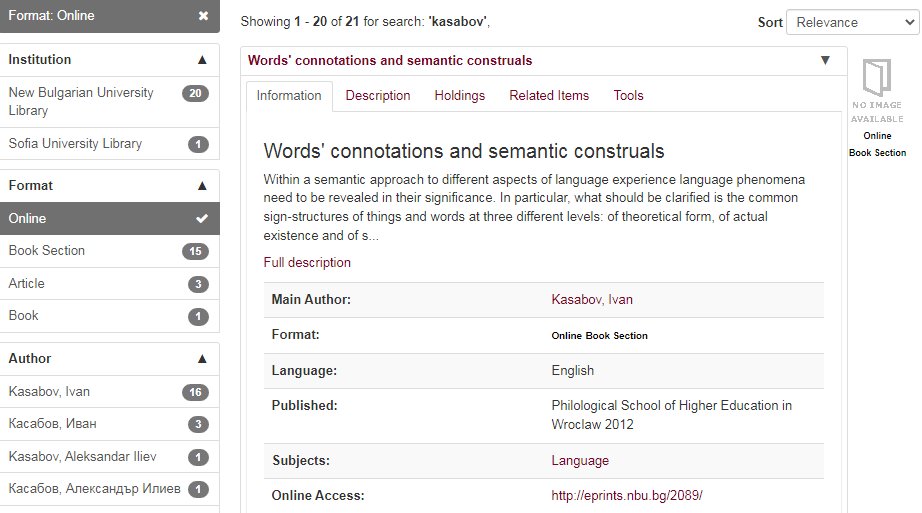 Format: Online ✖
Institution ▲
New Bulgarian University Library 20
Sofia University Library 1
Format ▲
Online ✔
Book Section 15
Article 3
Book 1
Author ▲
Kasabov, Ivan 16
Касабов, Иван 3
Kasabov, Aleksandar Iliev 1
Касабов, Александър Илиев 1
Showing 1 - 20 of 21 for search: 'kasabov',
Sort Relevance
Words' connotations and semantic construals ▼
Information Description Holdings Related Items Tools
Words' connotations and semantic construals
Within a semantic approach to different aspects of language experience language phenomena
need to be revealed in their significance. In particular, what should be clarified is the common
sign-structures of things and words at three different levels: of theoretical form, of actual
existence and of s...
Full description
Main Author: Kasabov, Ivan
Format: Online Book Section
Language: English
Published: Philological School of Higher Education in
Wroclaw 2012
Subjects: Language
Online Access: http://eprints.nbu.bg/2089/
NO IMAGE
AVAILABLE
Online
Book Section